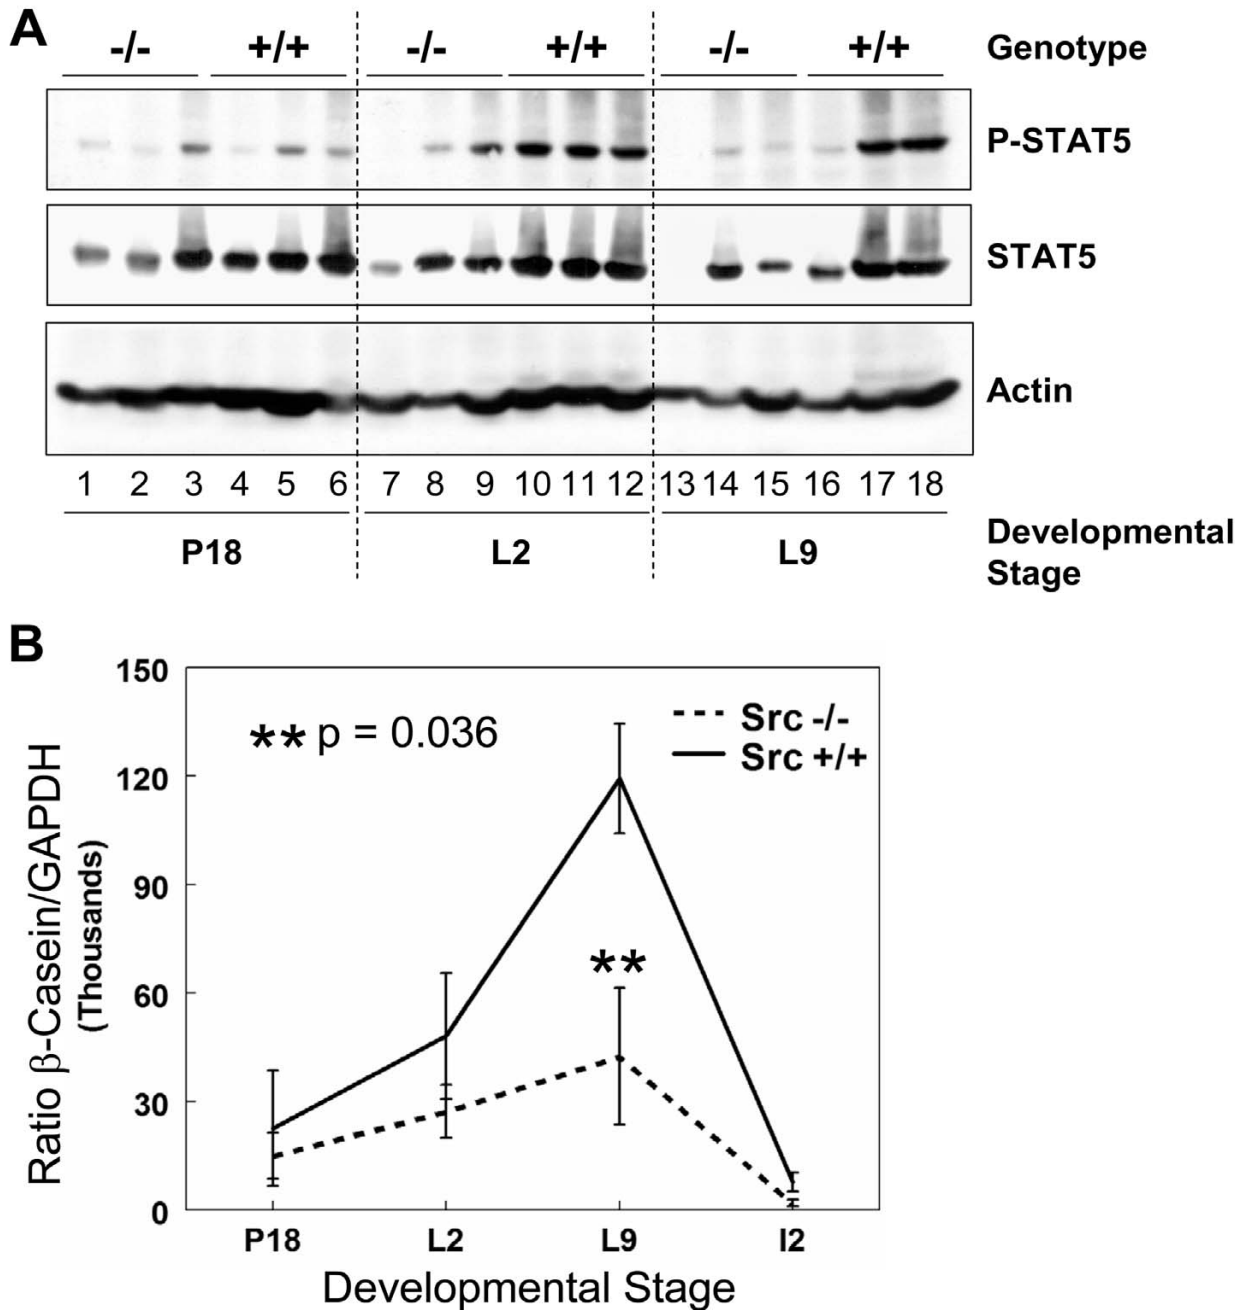 A
-/- +/+ -/- +/+ -/- +/+ Genotype
P-STAT5
STAT5
Actin
1 2 3 4 5 6 7 8 9 10 11 12 13 14 15 16 17 18
P18 L2 L9 Developmental
Stage
B
150
120
90
60
30
0
Ratio β-Casein/GAPDH
(Thousands)
** p = 0.036
Src -/-
Src +/+
**
P18 L2 L9 I2
Developmental Stage